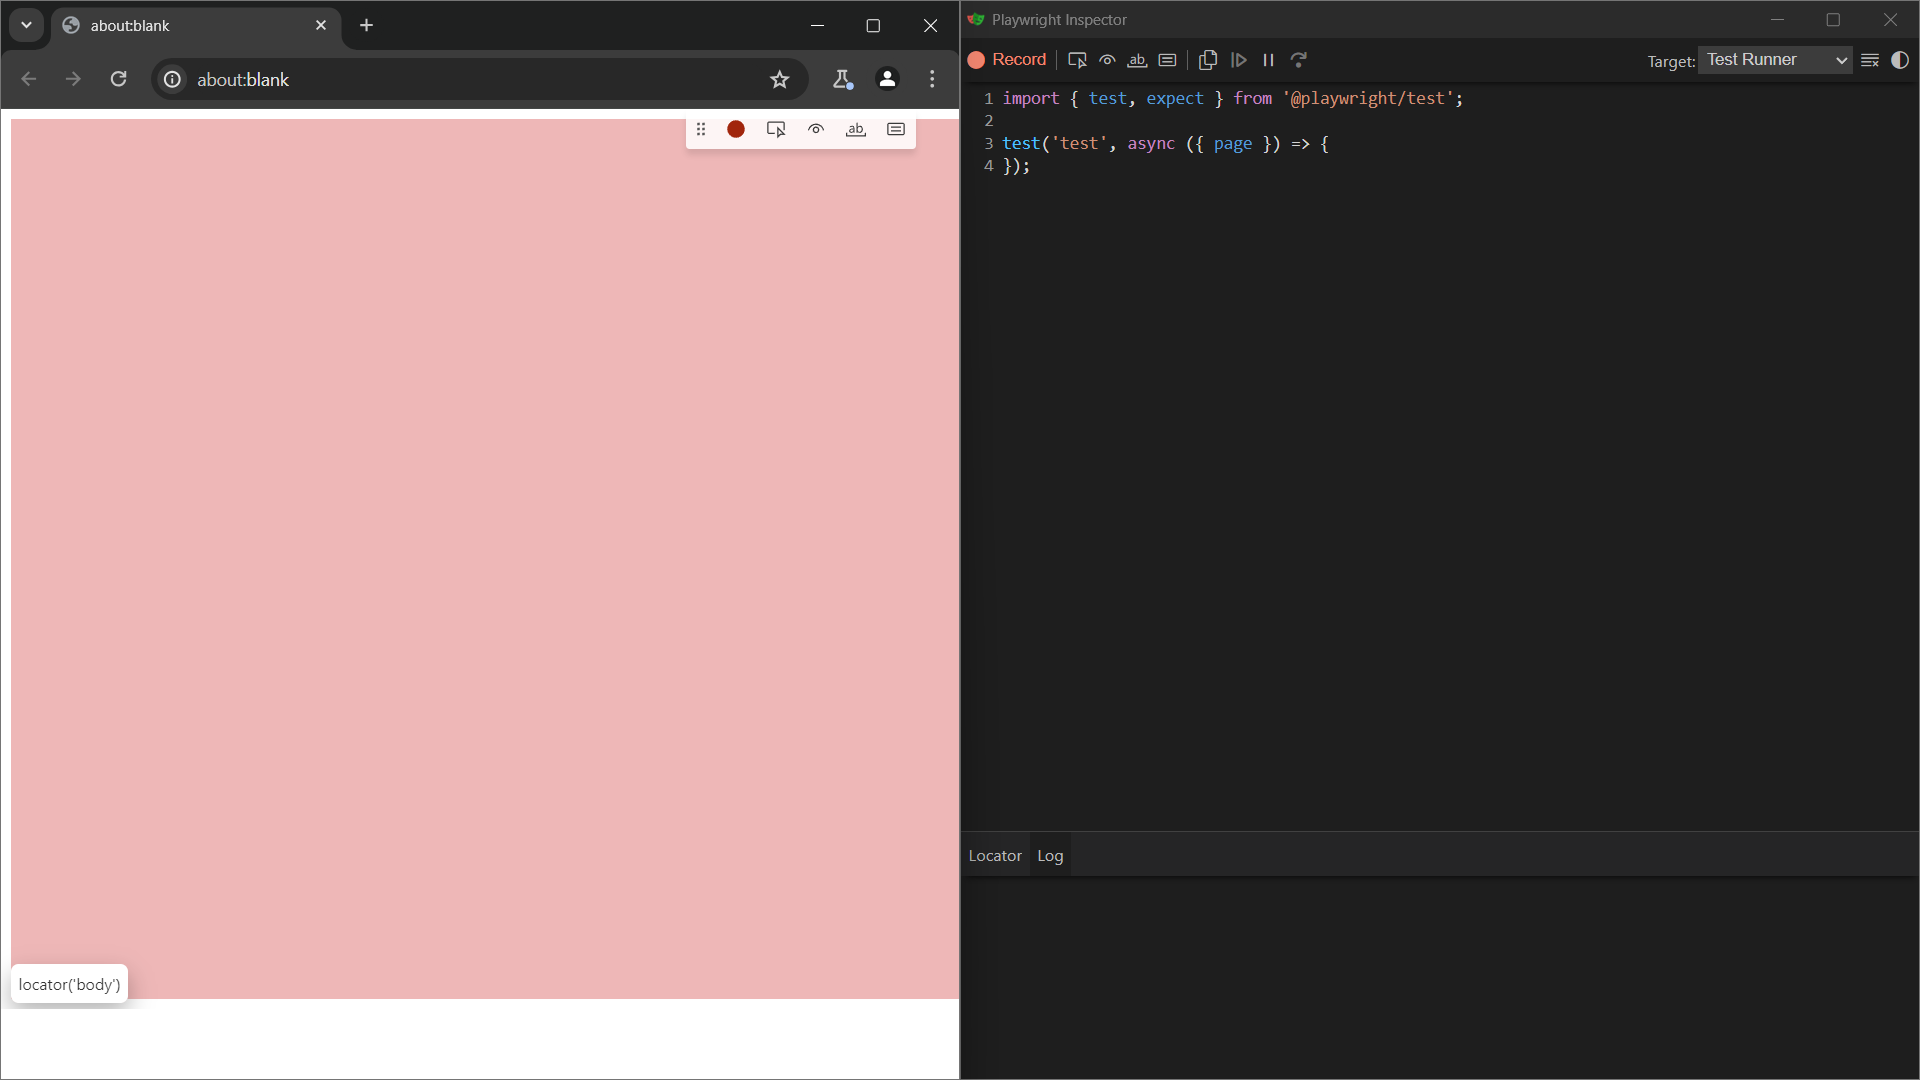 about:blank
about:blank
ab
locator('body')
Playwright Inspector
Record
ab
Target: Test Runner
1 import { test, expect } from '@playwright/test';
2
3 test('test', async ({ page }) => {
4 });
Locator Log